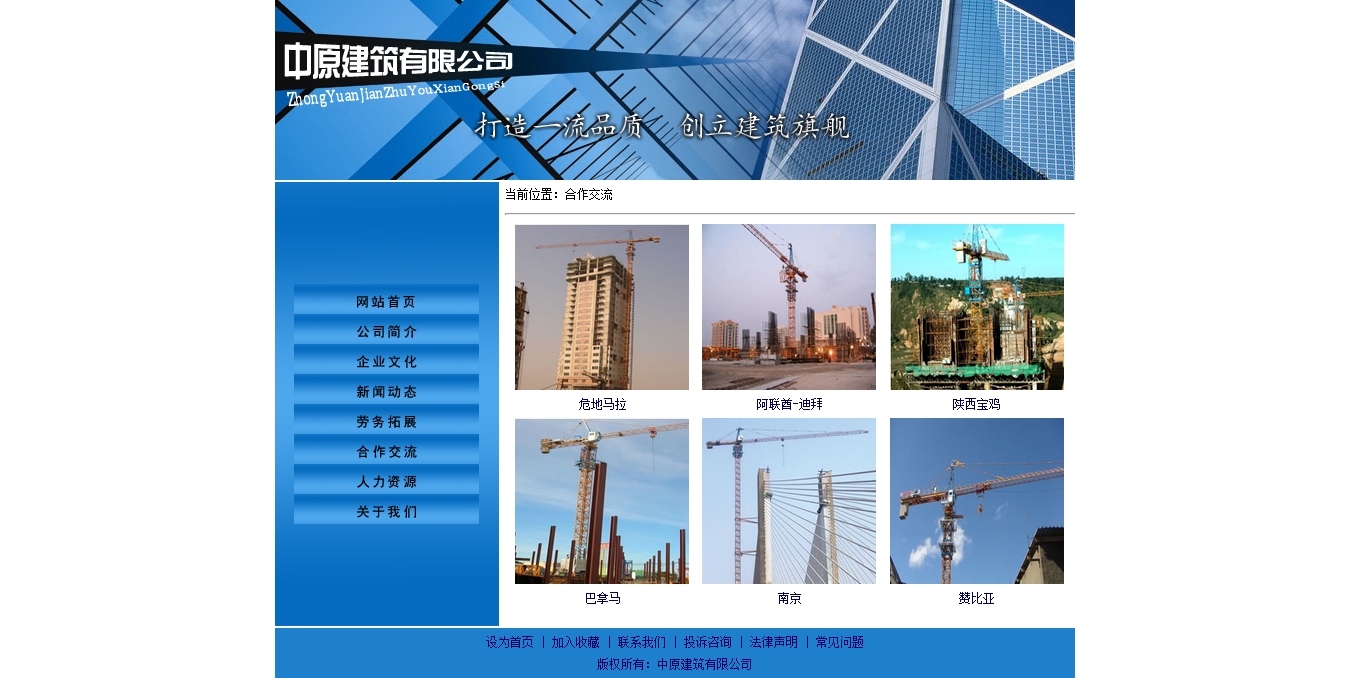 中原建筑有限公司
ZhongYuanJianZhuYouXianGongSi
打造一流品质 创立建筑旗舰
当前位置：合作交流
网站首页
公司简介
企业文化
新闻动态
劳务拓展
合作交流
人力资源
关于我们
危地马拉
阿联酋-迪拜
陕西宝鸡
巴拿马
南京
赞比亚
设为首页 | 加入收藏 | 联系我们 | 投诉咨询 | 法律声明 | 常见问题
版权所有：中原建筑有限公司